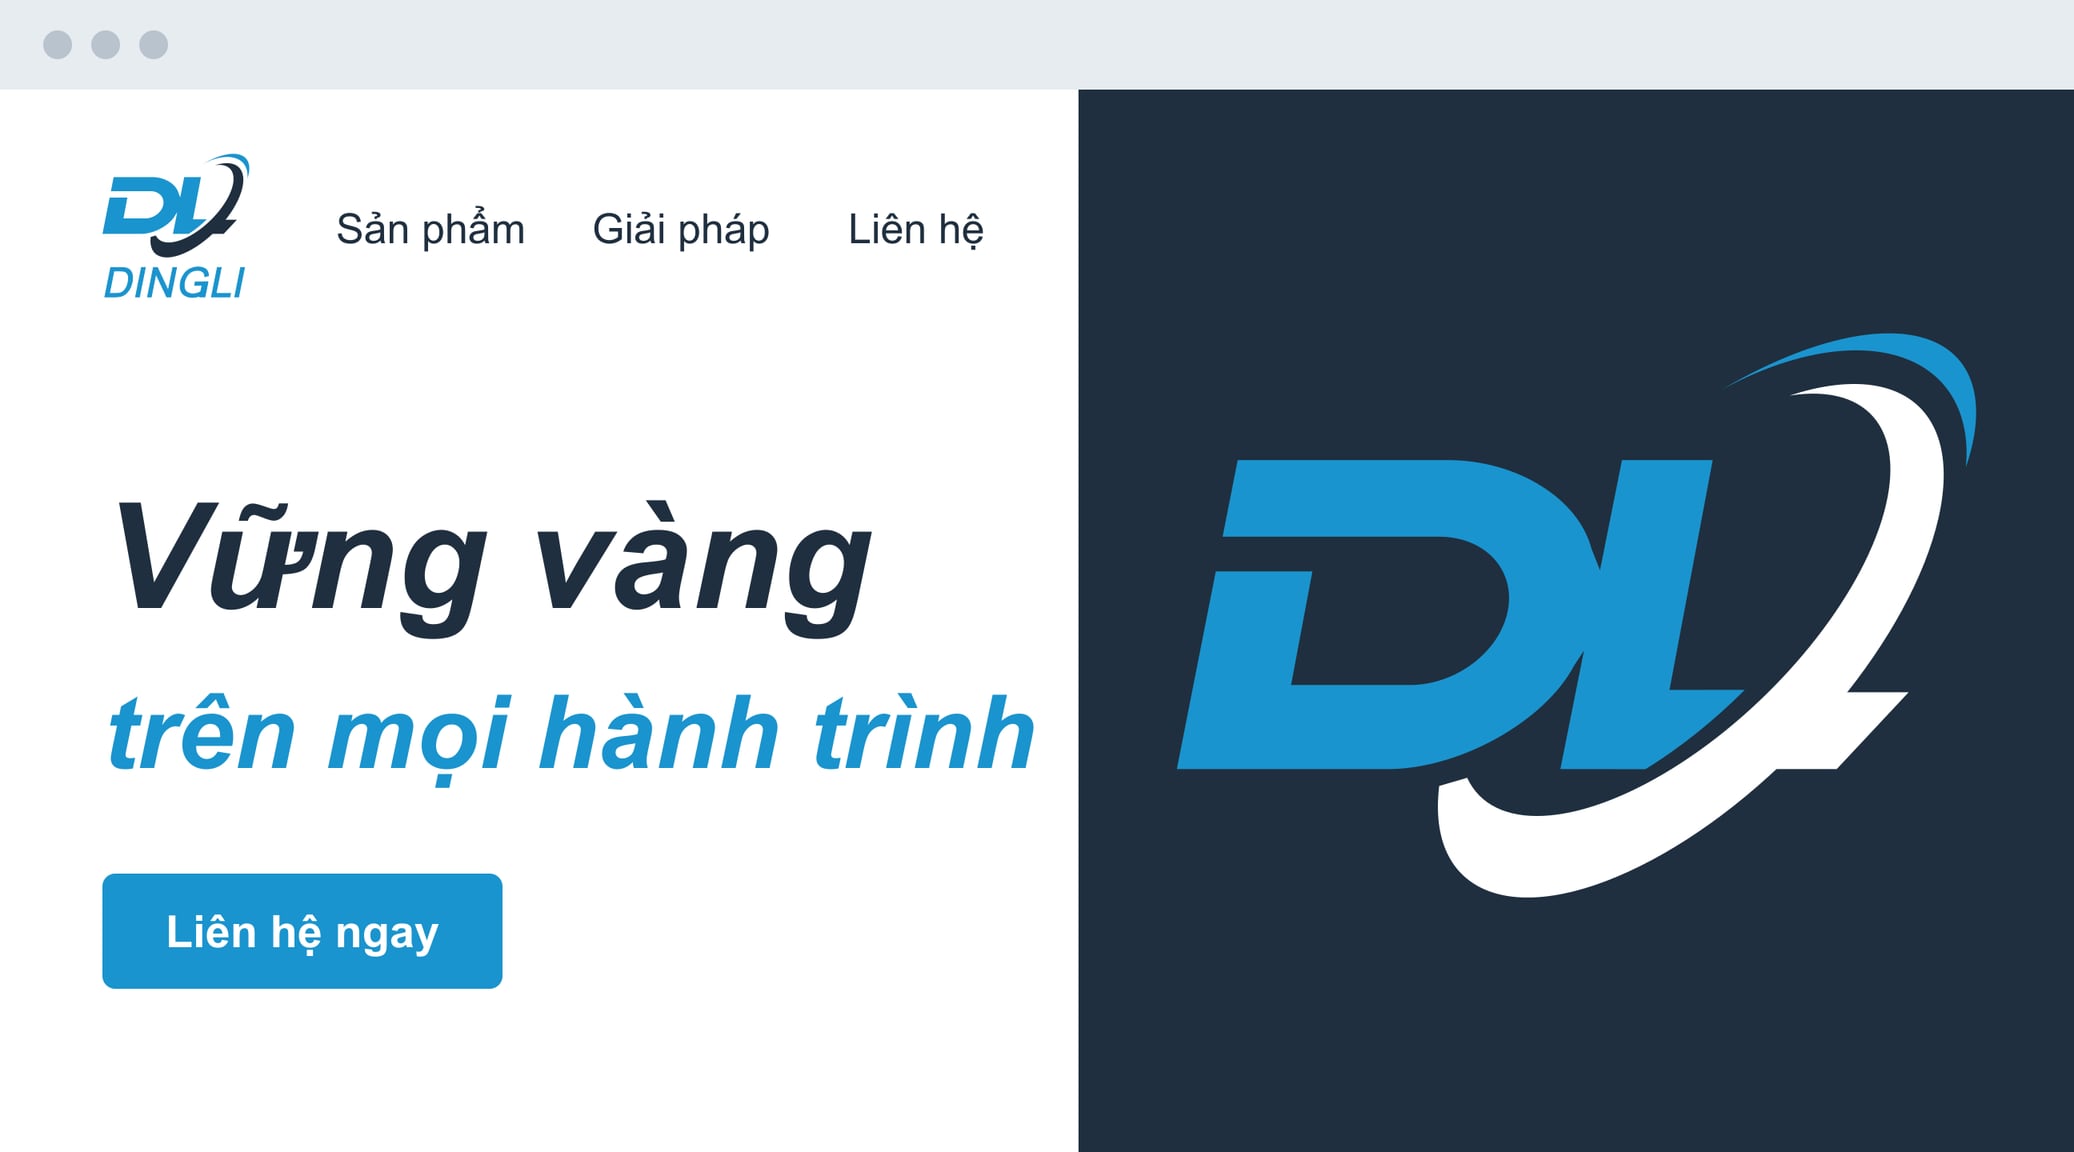 DL
DINGLI
Sản phẩm
Giải pháp
Liên hệ
Vững vàng
trên mọi hành trình
Liên hệ ngay
DL